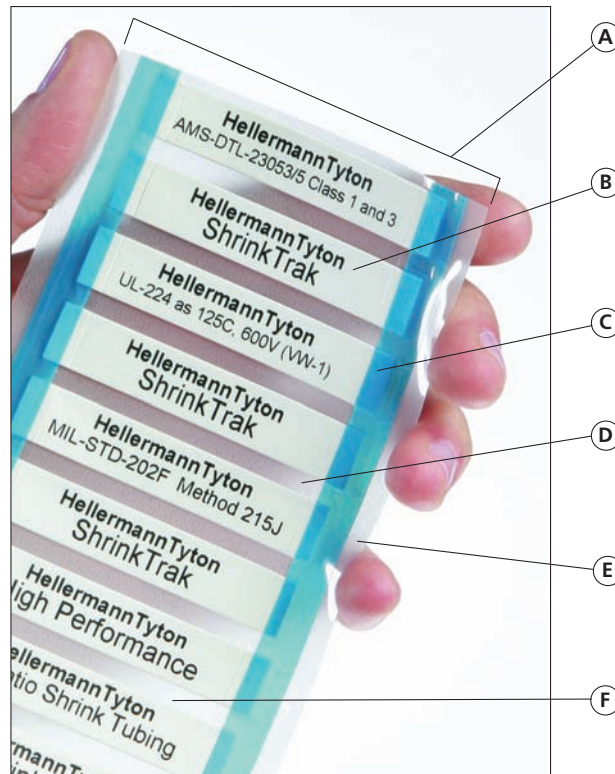 A
HellermannTyton
AMS-DTL-23053/5 Class 1 and 3
B
HellermannTyton
ShrinkTrak
HellermannTyton
UL-224 as 125C, 600V (VW-1)
C
HellermannTyton
ShrinkTrak
D
HellermannTyton
MIL-STD-202F Method 215J
HellermannTyton
ShrinkTrak
E
HellermannTyton
Performance
F
Shrink Tubing